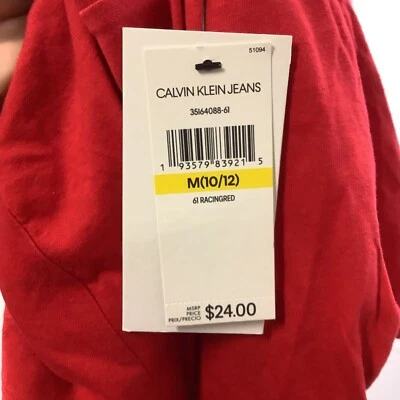 51094
CALVIN KLEIN JEANS
35164088-61
1 93579 83921 5
M(10/12)
61 RACINGRED
MSRP
PRICE
PRIX/PRECIO
$24.00